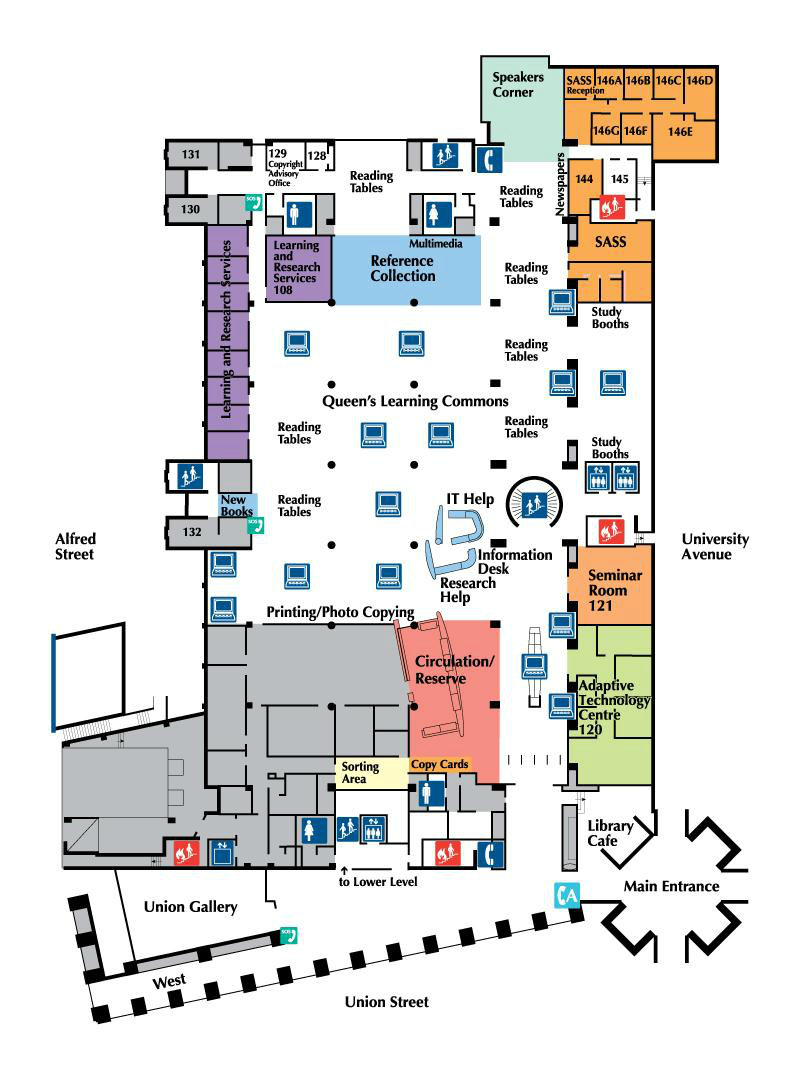 Speakers
Corner
SASS
Reception
146A
146B
146C
146D
146G
146F
146E
131
129
Copyright
Advisory
Office
128
Reading
Tables
Newspapers
144
145
130
SOS
Reading
Tables
Multimedia
SASS
Learning and Research Services
Learning
and
Research
Services
108
Reference
Collection
Reading
Tables
Study
Booths
Reading
Tables
Queen's Learning Commons
Reading
Tables
Reading
Tables
Study
Booths
New
Books
Reading
Tables
IT Help
132
SOS
Alfred
Street
University
Avenue
Information
Desk
Research
Help
Seminar
Room
121
Printing/Photo Copying
Circulation/
Reserve
Adaptive
Technology
Centre
120
Sorting
Area
Copy Cards
Library
Cafe
to Lower Level
Main Entrance
A
Union Gallery
SOS
West
Union Street